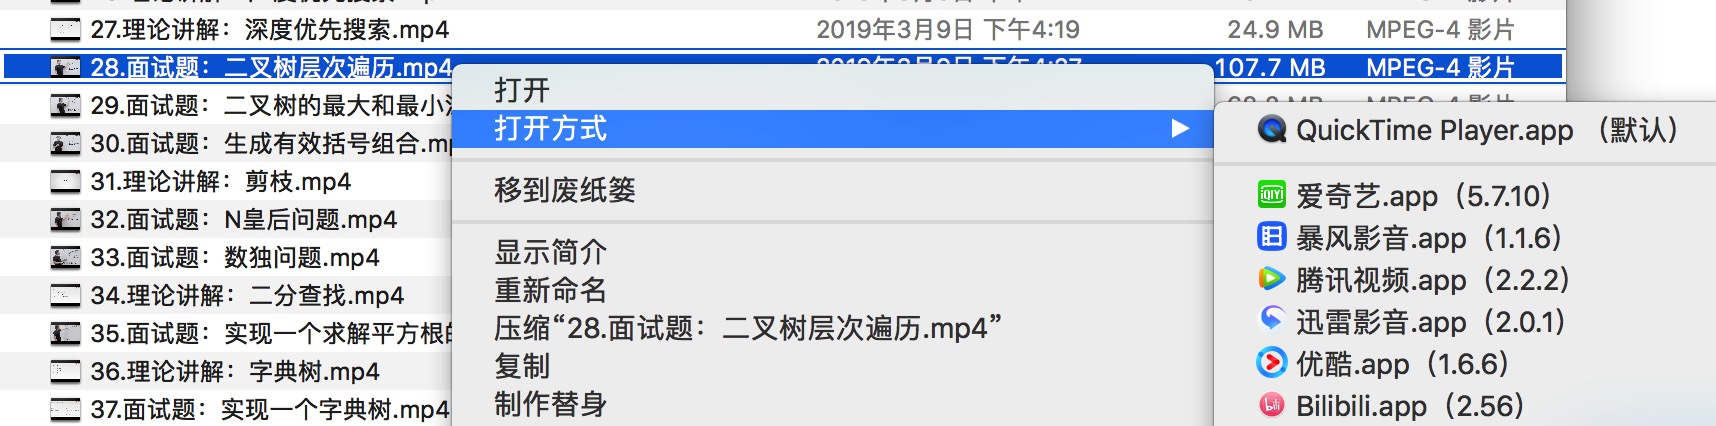 27.理论讲解：深度优先搜索.mp4 2019年3月9日 下午4:19 24.9 MB MPEG-4 影片
28.面试题：二叉树层次遍历.mp4 107.7 MB MPEG-4 影片
29.面试题：二叉树的最大和最小
30.面试题：生成有效括号组合.m
31.理论讲解：剪枝.mp4
32.面试题：N皇后问题.mp4
33.面试题：数独问题.mp4
34.理论讲解：二分查找.mp4
35.面试题：实现一个求解平方根
36.理论讲解：字典树.mp4
37.面试题：实现一个字典树.mp4
打开
打开方式
移到废纸篓
显示简介
重新命名
压缩“28.面试题：二叉树层次遍历.mp4”
复制
制作替身
QuickTime Player.app （默认）
爱奇艺.app（5.7.10）
暴风影音.app（1.1.6）
腾讯视频.app（2.2.2）
迅雷影音.app（2.0.1）
优酷.app（1.6.6）
Bilibili.app（2.56）